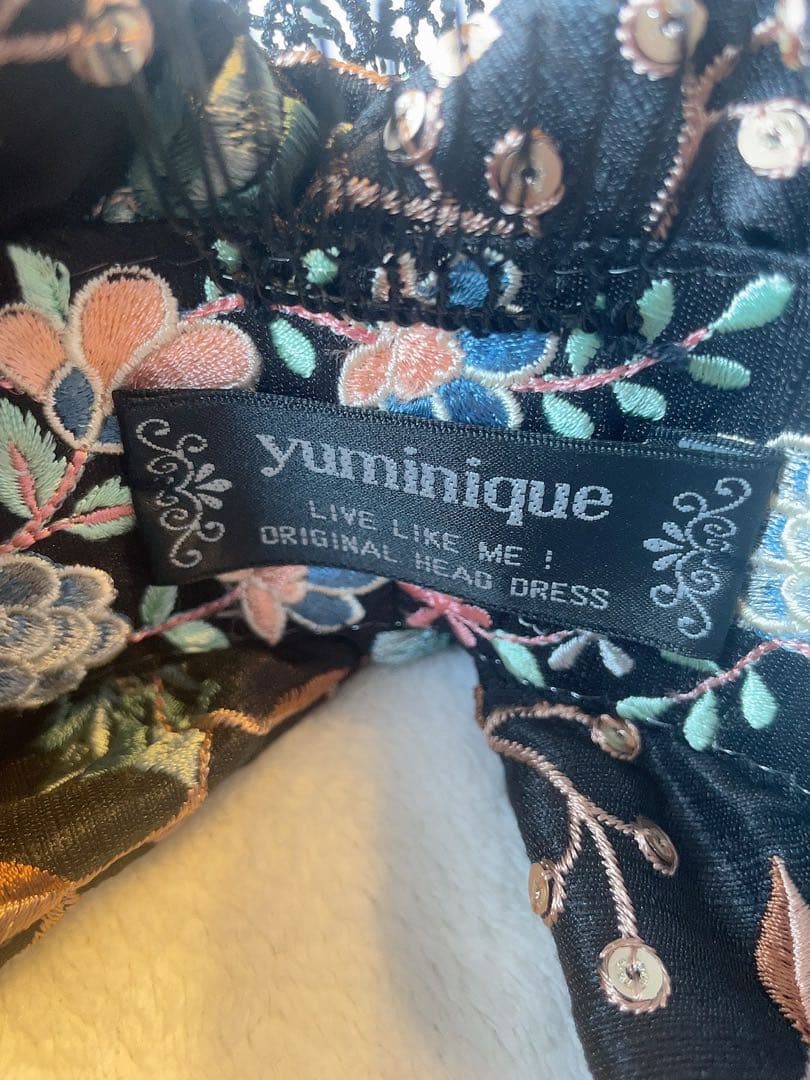 yuminique
LIVE LIKE ME !
ORIGINAL HEAD DRESS